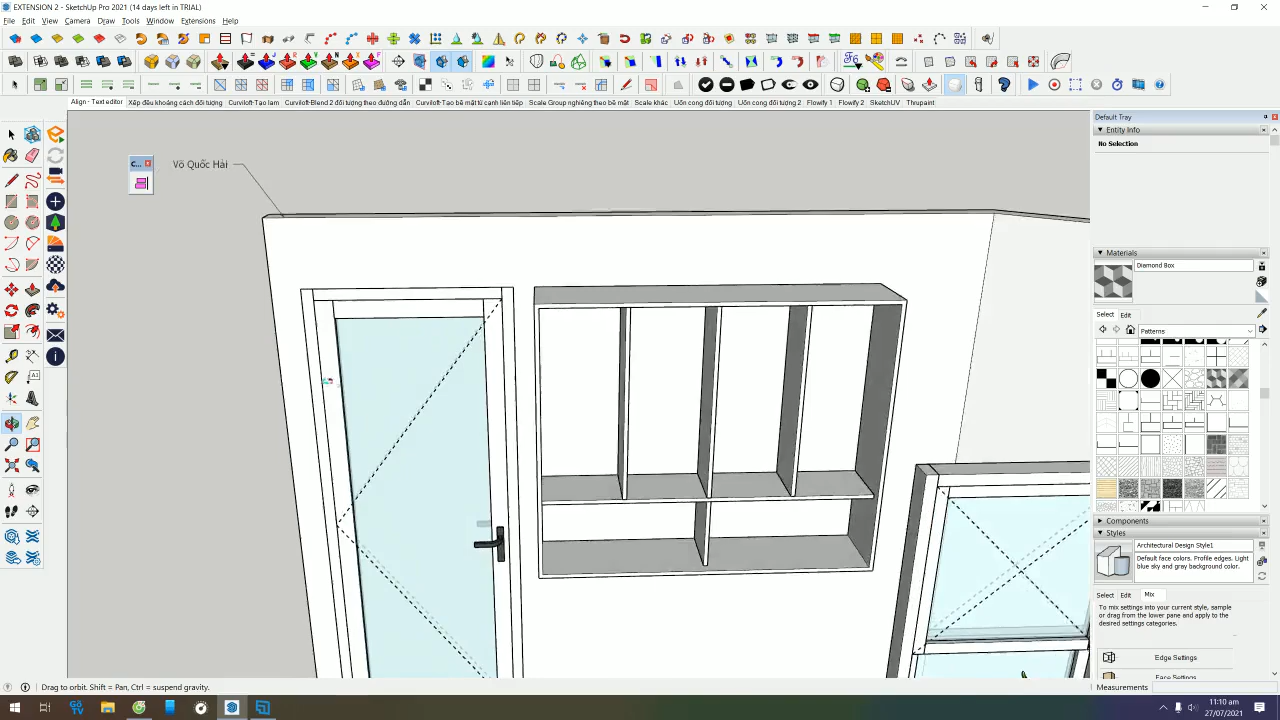 EXTENSION 2 - SketchUp Pro 2021 (14 days left in TRIAL)
File Edit View Camera Draw Tools Window Extensions Help
Align - Text editor Xếp đều khoảng cách đối tượng Curviloft-Tạo lam Curviloft-Blend 2 đối tượng theo đường dẫn Curviloft-Tạo bề mặt từ cạnh liên tiếp Scale Group nghiêng theo bề mặt Scale khác Uốn cong đối tượng Uốn cong đối tượng 2 Flowify 1 Flowify 2 SketchUV Thrupaint
Default Tray
Entity Info
No Selection
C...
Võ Quốc Hải
Materials
Diamond Box
Select Edit
Patterns
Components
Styles
Architectural Design Style1
Default face colors. Profile edges. Light
blue sky and gray background color.
Select Edit Mix
To mix settings into your current style, sample
or drag from the lower pane and apply to the
desired settings categories.
Edge Settings
Face Settings
Drag to orbit. Shift = Pan, Ctrl = suspend gravity.
Measurements
11:10 am
27/07/2021